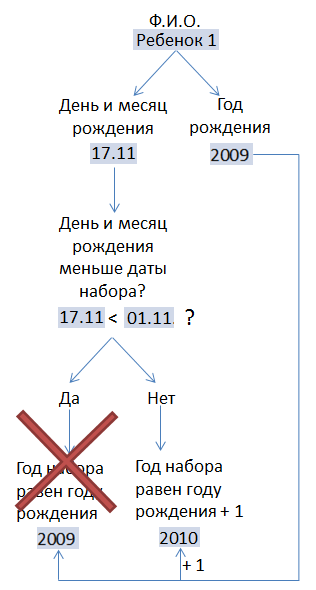 Ф.И.О.
Ребенок 1
День и месяц
рождения
17.11
Год
рождения
2009
День и месяц
рождения
меньше даты
набора?
17.11 < 01.11. ?
Да
Нет
Год набора
равен году
рождения
2009
Год набора
равен году
рождения + 1
2010
+ 1